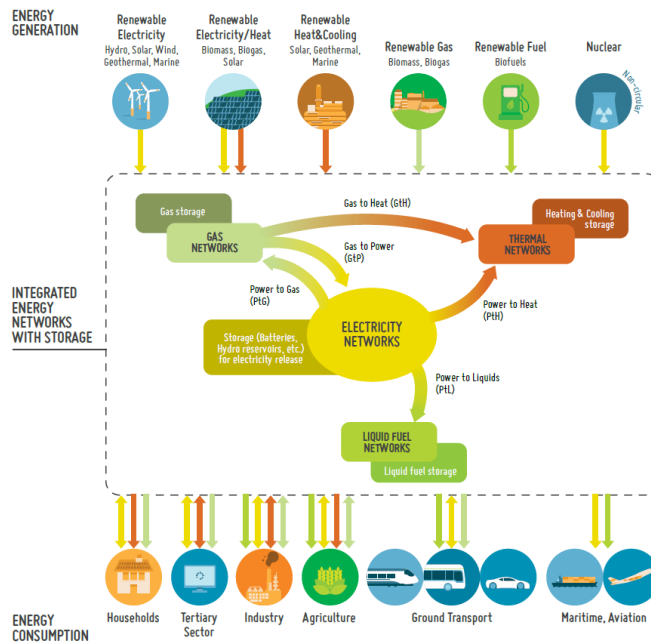 ENERGY
GENERATION
Renewable
Electricity
Hydro, Solar, Wind,
Geothermal, Marine
Renewable
Electricity/Heat
Biomass, Biogas,
Solar
Renewable
Heat&Cooling
Solar, Geothermal,
Marine
Renewable Gas
Biomass, Biogas
Renewable Fuel
Biofuels
Nuclear
Non-circular
Gas storage
GAS
NETWORKS
Gas to Heat (GtH)
Heating & Cooling
storage
THERMAL
NETWORKS
Gas to Power
(GtP)
Power to Gas
(PtG)
INTEGRATED
ENERGY
NETWORKS
WITH STORAGE
ELECTRICITY
NETWORKS
Power to Heat
(PtH)
Storage (Batteries,
Hydro reservoirs, etc.)
for electricity release
Power to Liquids
(PtL)
LIQUID FUEL
NETWORKS
Liquid fuel storage
ENERGY
CONSUMPTION
Households
Tertiary
Sector
Industry
Agriculture
Ground Transport
Maritime, Aviation